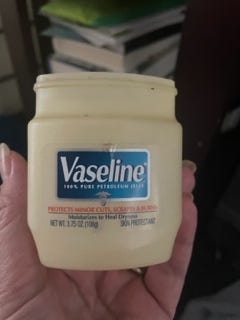 Vaseline®
100% PURE PETROLEUM JELLY
PROTECTS MINOR CUTS, SCRAPES & BURNS
Moisturizes to Heal Dryness
NET WT. 3.75 OZ. (106g) SKIN PROTECTANT